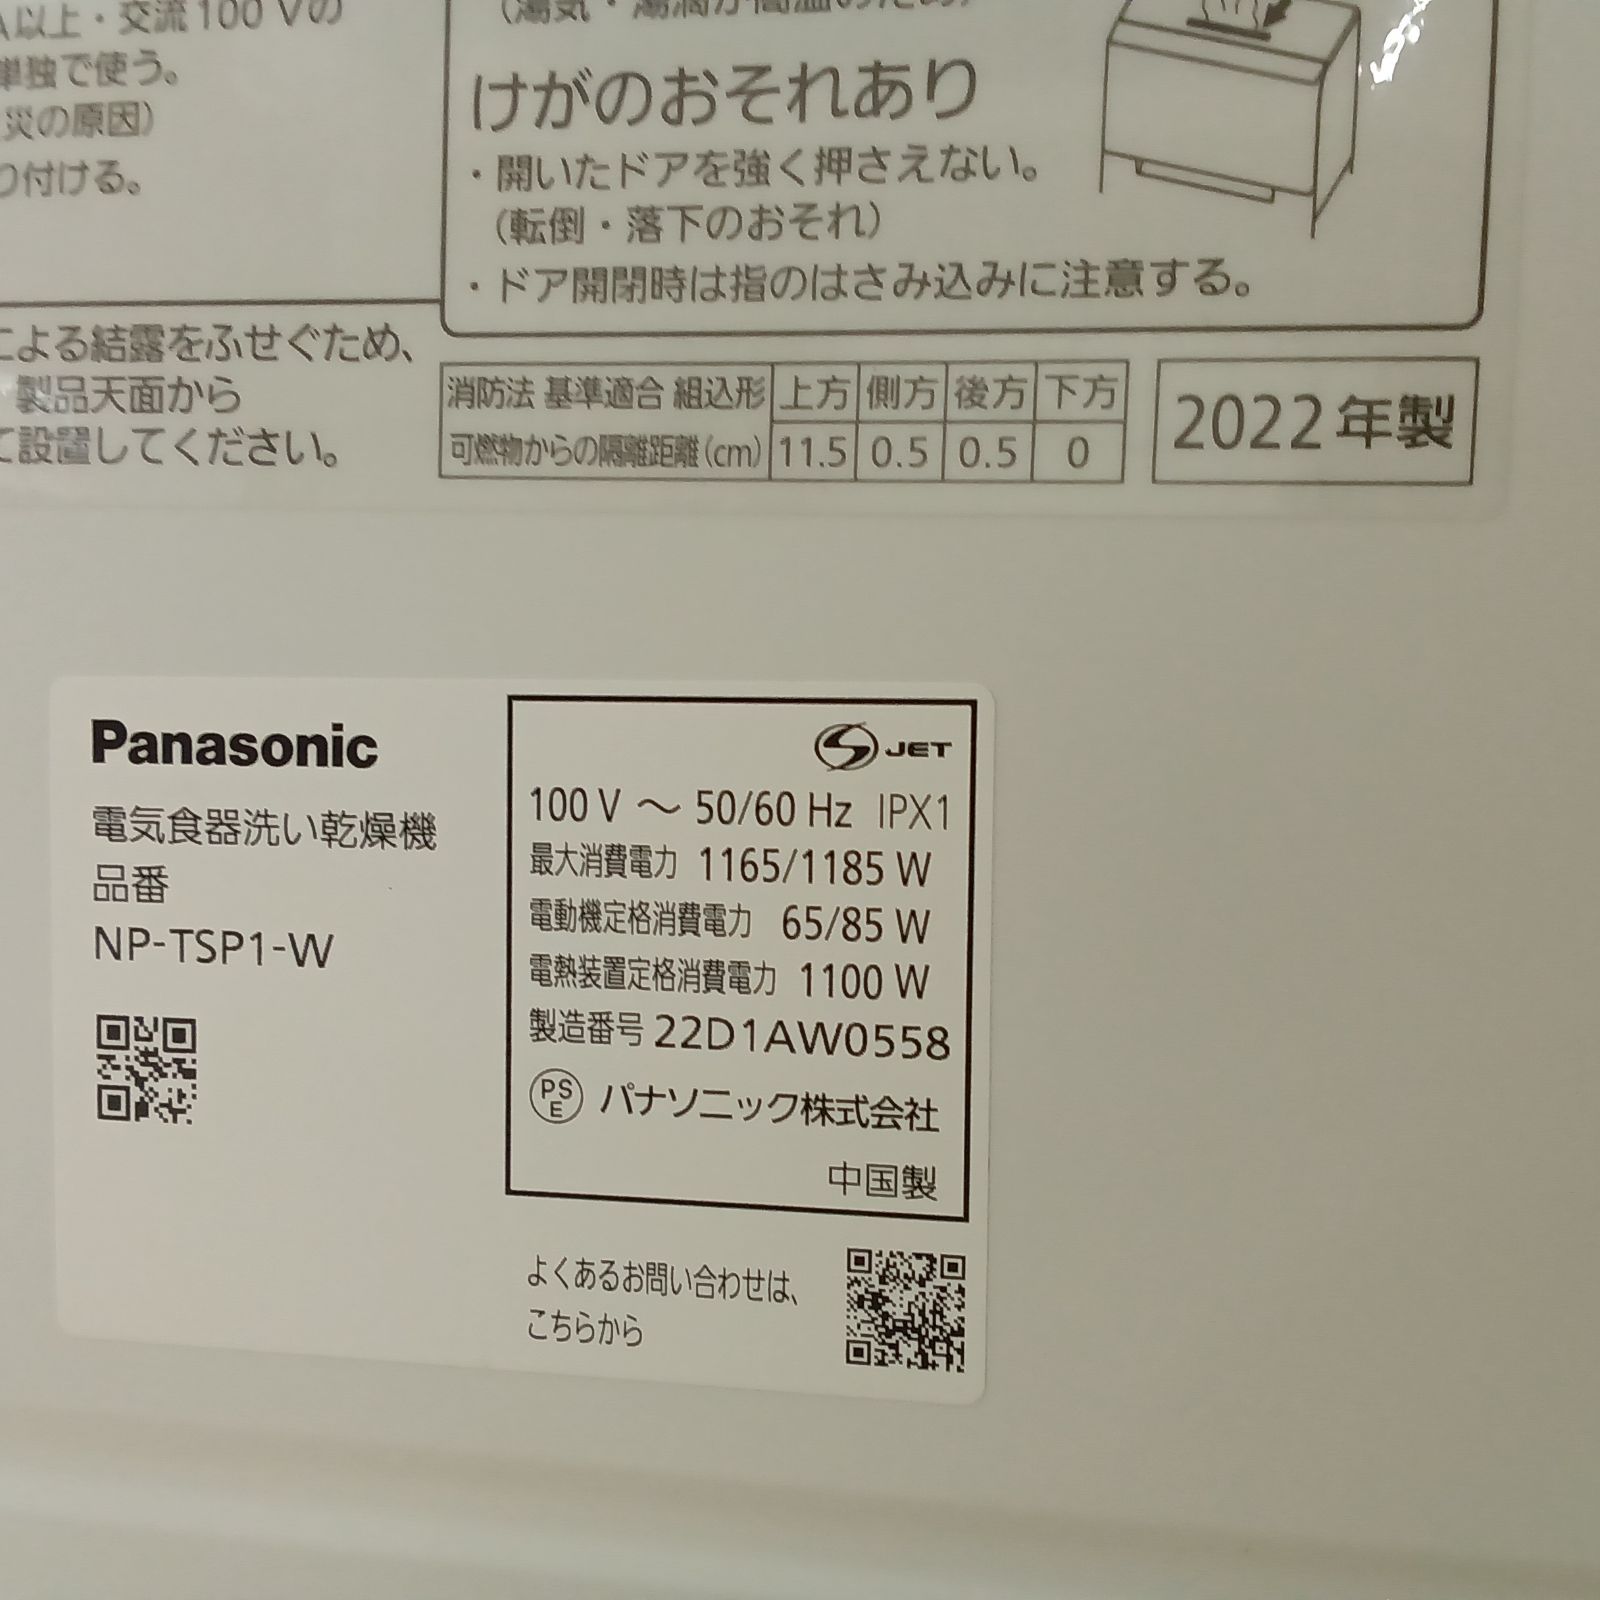 A以上・交流100 Vの
単独で使う。
災の原因)
り付ける。
による結露をふせぐため、
製品天面から
て設置してください。
けがのおそれあり
・開いたドアを強く押さえない。
(転倒・落下のおそれ)
・ドア開閉時は指のはさみ込みに注意する。
消防法 基準適合 組込形 上方 側方 後方 下方
可燃物からの隔離距離(cm) 11.5 0.5 0.5 0
2022年製
Panasonic
電気食器洗い乾燥機
品番
NP-TSP1-W
S JET
100 V ～ 50/60 Hz IPX1
最大消費電力 1165/1185 W
電動機定格消費電力 65/85 W
電熱装置定格消費電力 1100 W
製造番号 22D1AW0558
PSE パナソニック株式会社
中国製
よくあるお問い合わせは、
こちらから